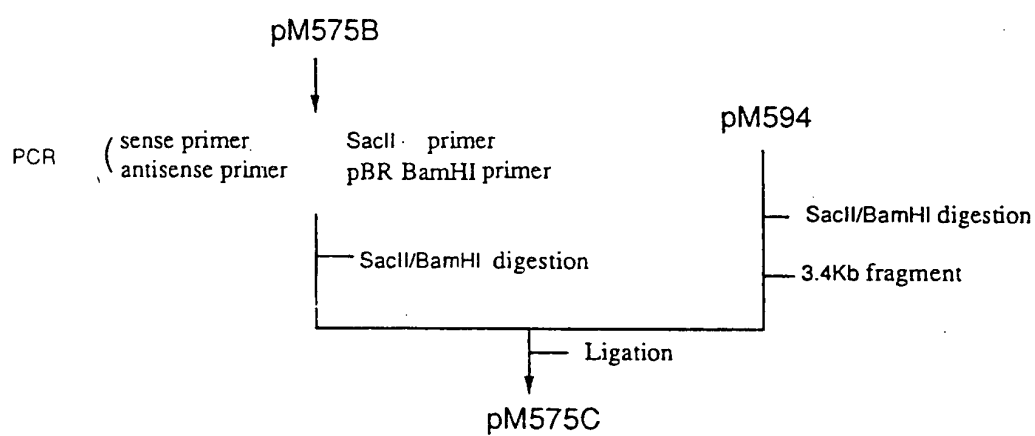 pM575B
pM594
PCR
sense primer SacII primer
antisense primer pBR BamHI primer
SacII/BamHI digestion
SacII/BamHI digestion
3.4Kb fragment
Ligation
pM575C